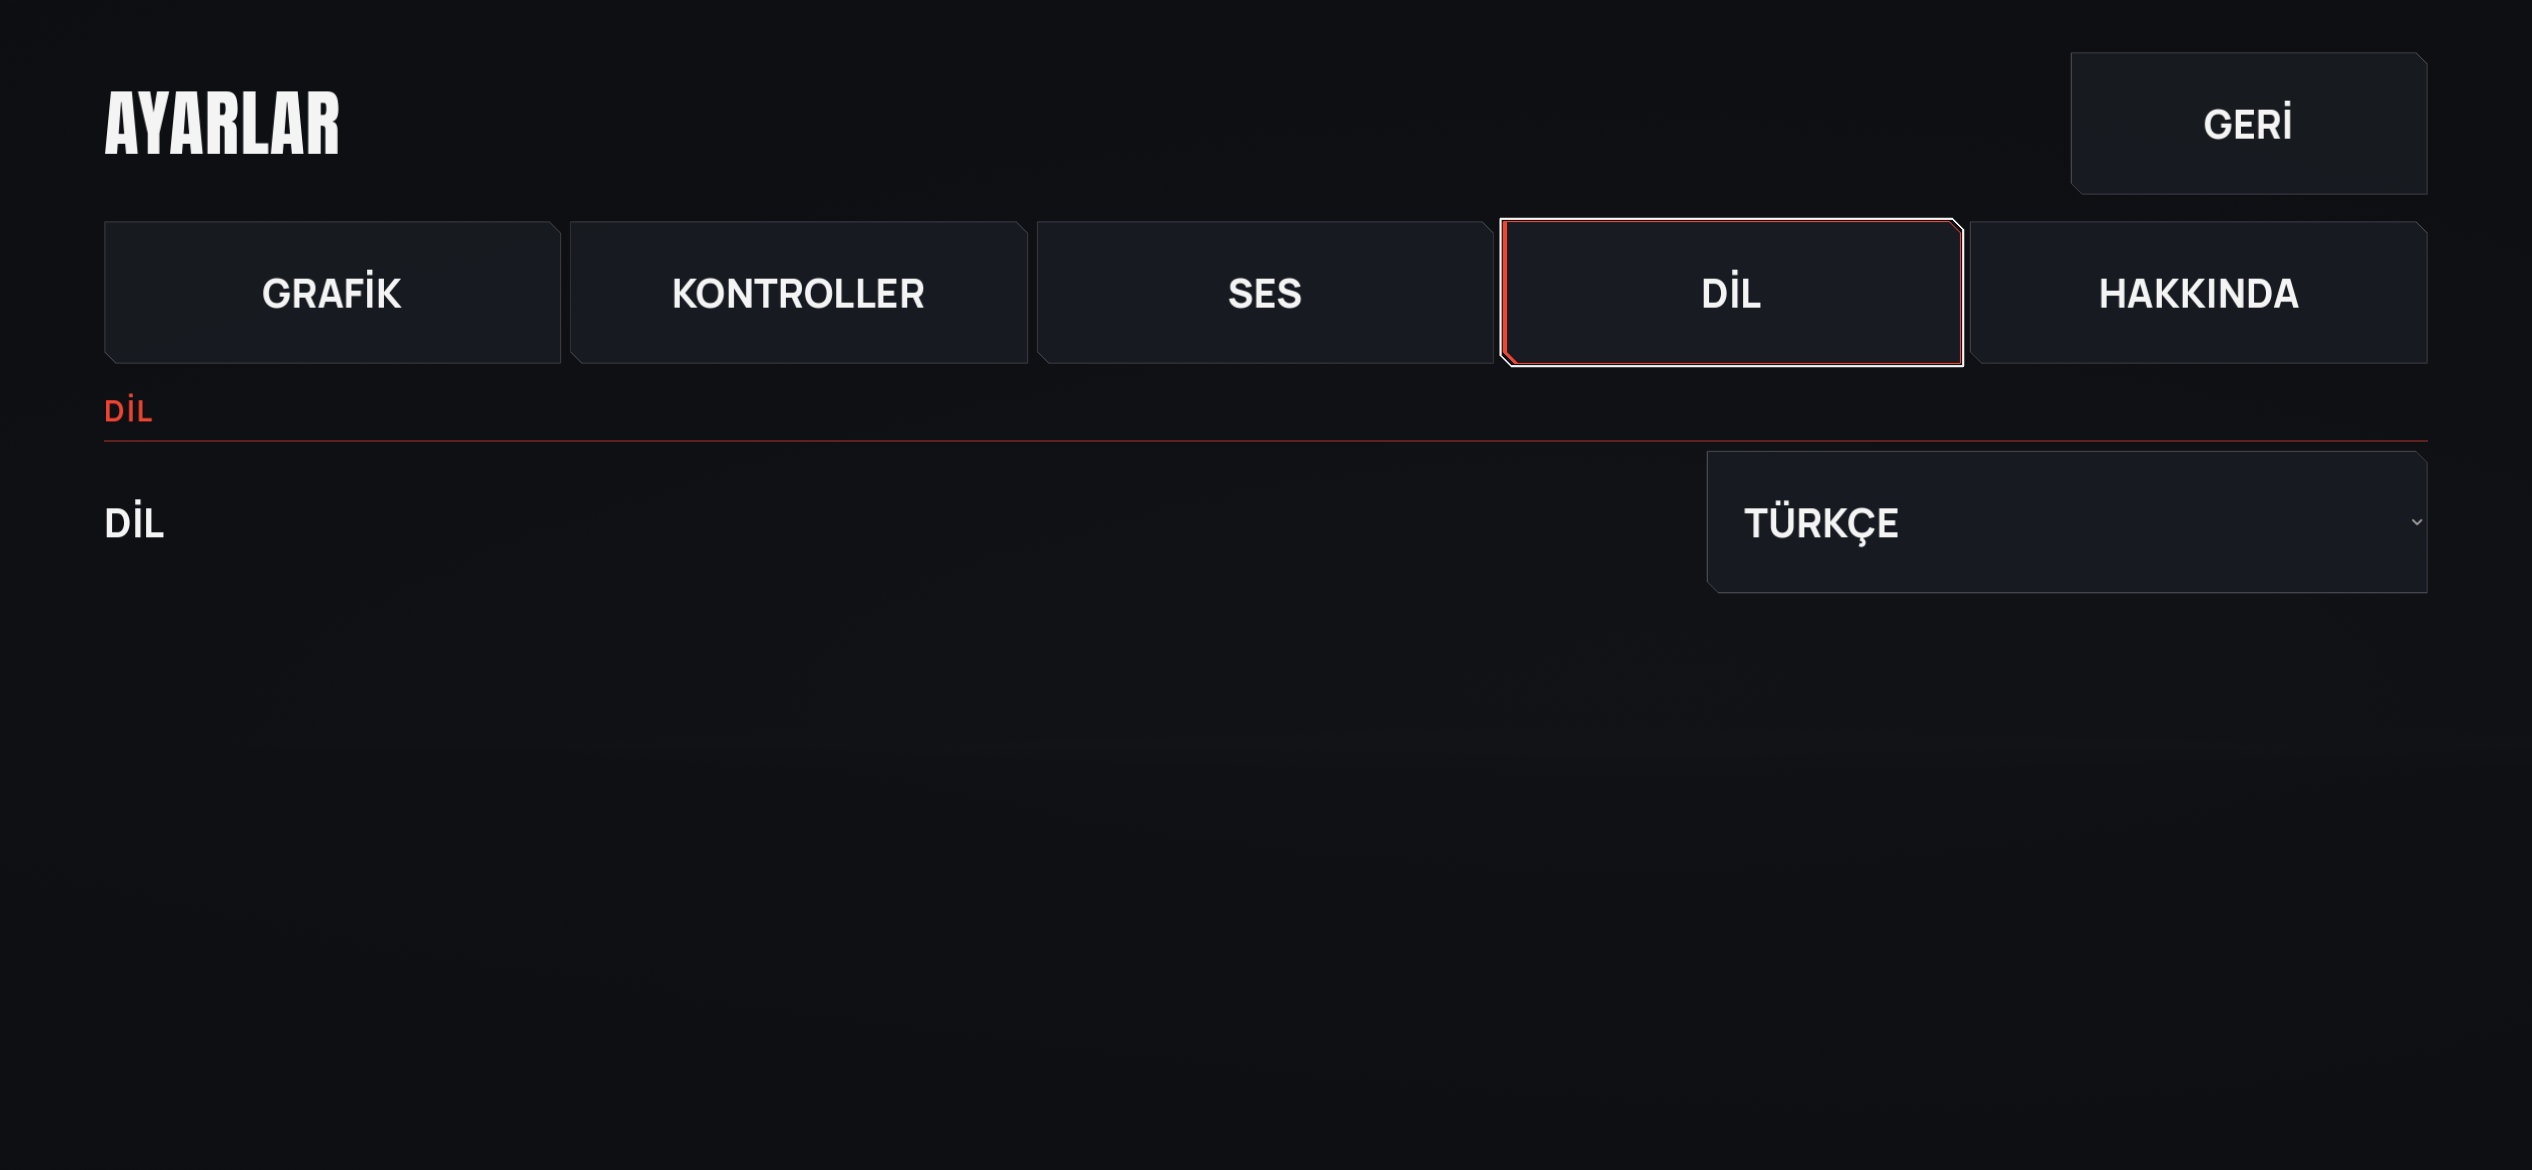 AYARLAR
GERİ
GRAFİK
KONTROLLER
SES
DİL
HAKKINDA
DİL
DİL
TÜRKÇE